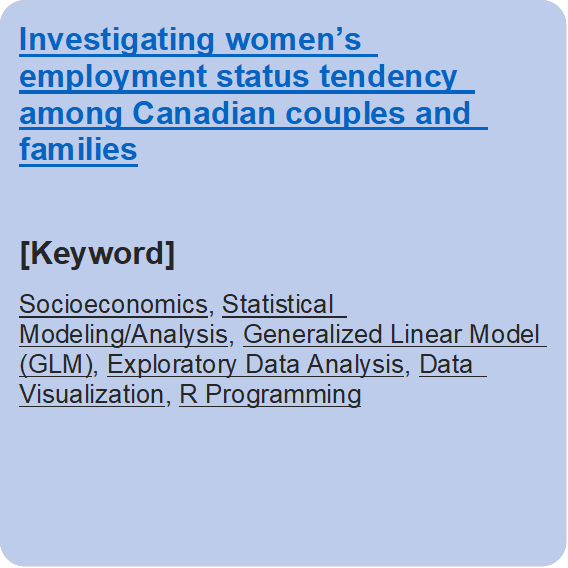 Investigating women’s
employment status tendency
among Canadian couples and
families
[Keyword]
Socioeconomics, Statistical
Modeling/Analysis, Generalized Linear Model
(GLM), Exploratory Data Analysis, Data
Visualization, R Programming